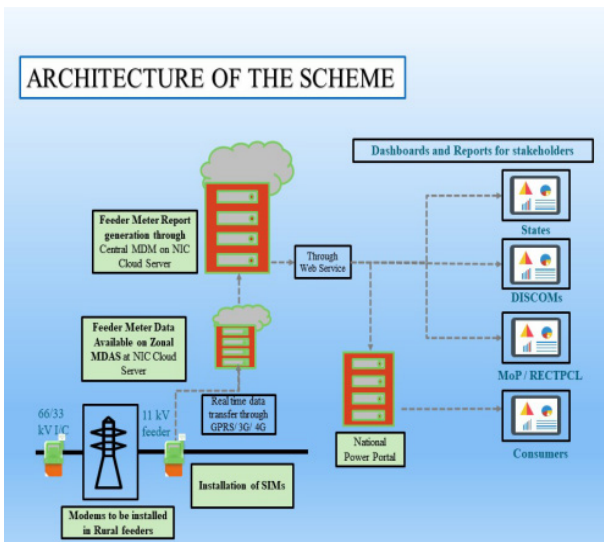 ARCHITECTURE OF THE SCHEME
Dashboards and Reports for stakeholders
Feeder Meter Report
generation through
Central MDM on NIC
Cloud Server
Through
Web Service
States
DISCOMs
Feeder Meter Data
Available on Zonal
MDAS at NIC Cloud
Server
MoP / RECTPCL
66/33
kV I/C
11 kV
feeder
Real time data
transfer through
GPRS/ 3G/ 4G
National
Power Portal
Consumers
Installation of SIMs
Modems to be installed
in Rural feeders